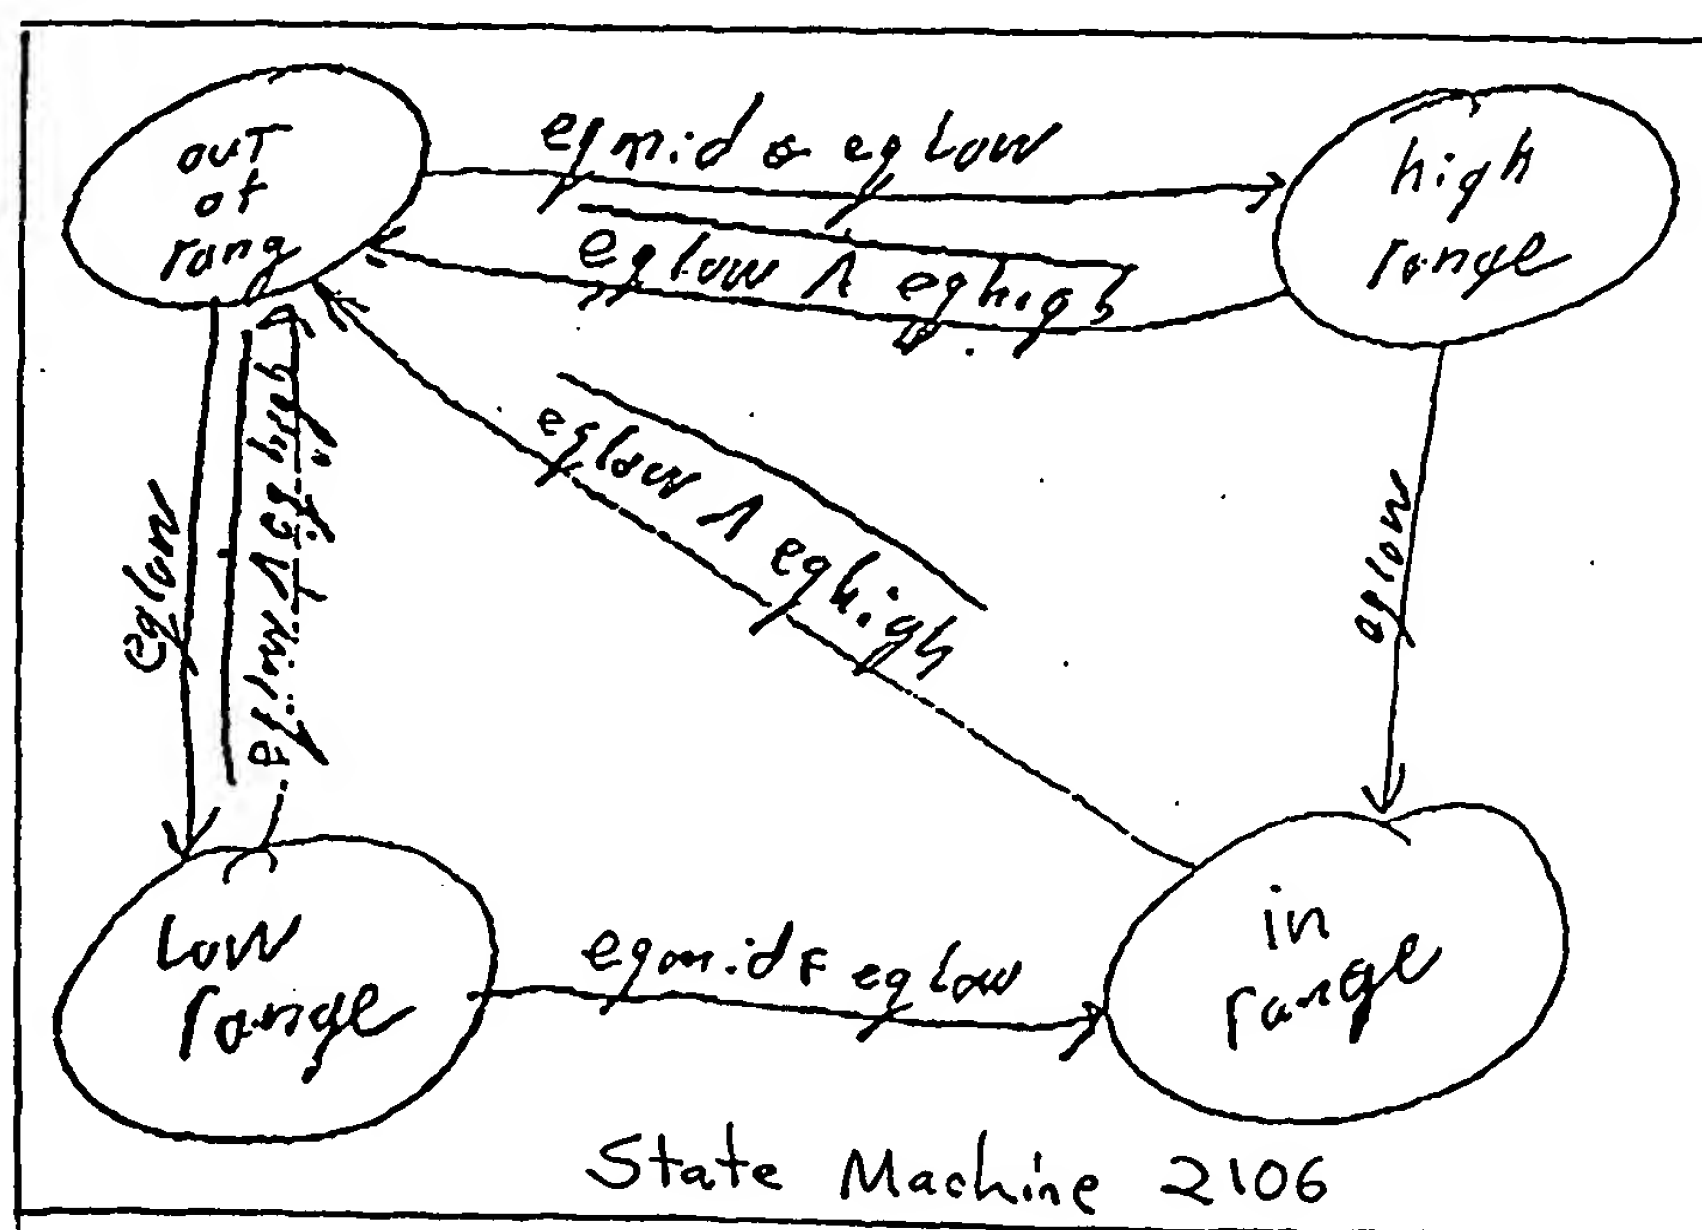 out
of
rang
eqmid & eqlow
high
range
eqlow Λ eqhigh
eqlow Λ eqhigh
eqlow
eqlow
low
range
eqmid & eqlow
in
range
State Machine 2106